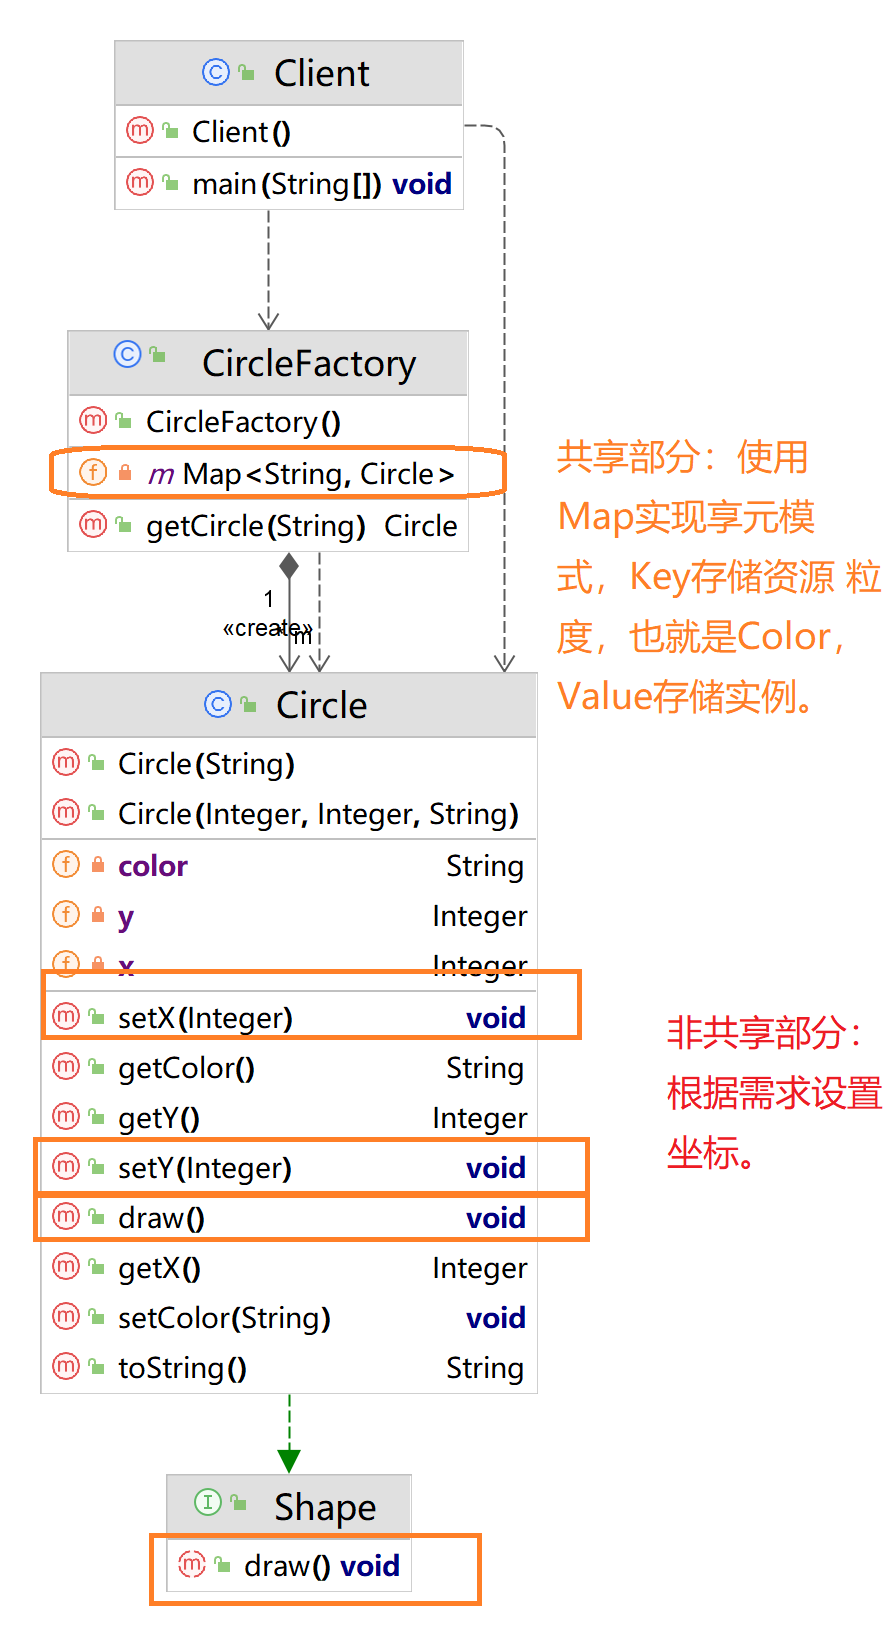 Client
Client()
main(String[]) void
CircleFactory
CircleFactory()
m Map<String, Circle>
getCircle(String) Circle
共享部分：使用
Map实现享元模
式，Key存储资源 粒
度，也就是Color，
Value存储实例。
1
«create»
m
Circle
Circle(String)
Circle(Integer, Integer, String)
color String
y Integer
x Integer
setX(Integer) void
getColor() String
getY() Integer
setY(Integer) void
draw() void
getX() Integer
setColor(String) void
toString() String
非共享部分：
根据需求设置
坐标。
Shape
draw() void